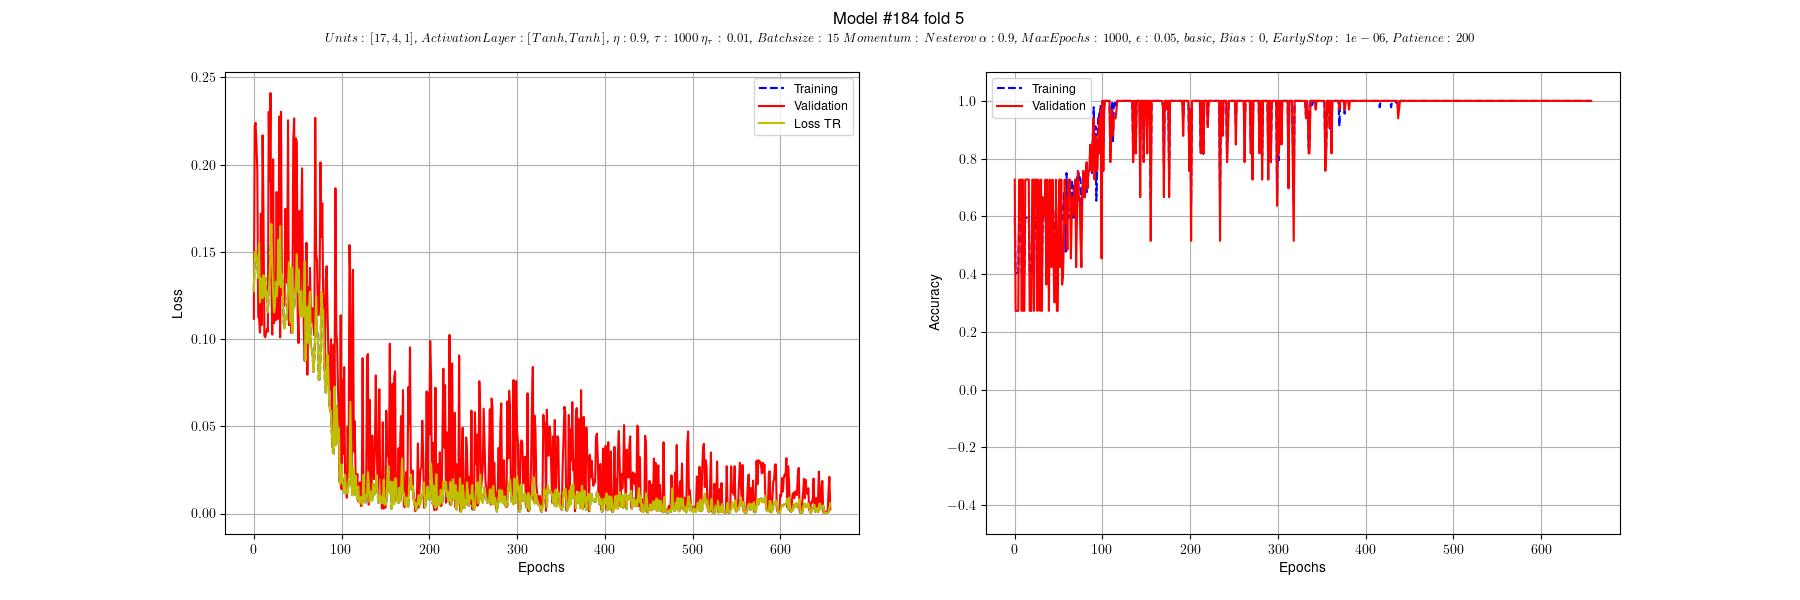 Model #184 fold 5
Units : [17, 4, 1], ActivationLayer : [Tanh, Tanh], η : 0.9, τ : 1000 ητ : 0.01, Batchsize : 15 Momentum : Nesterov α : 0.9, MaxEpochs : 1000, ϵ : 0.05, basic, Bias : 0, EarlyStop : 1e − 06, Patience : 200
0.25
0.20
0.15
0.10
0.05
0.00
Loss
Training
Validation
Loss TR
0 100 200 300 400 500 600
Epochs
1.0
0.8
0.6
0.4
0.2
0.0
−0.2
−0.4
Accuracy
Training
Validation
0 100 200 300 400 500 600
Epochs